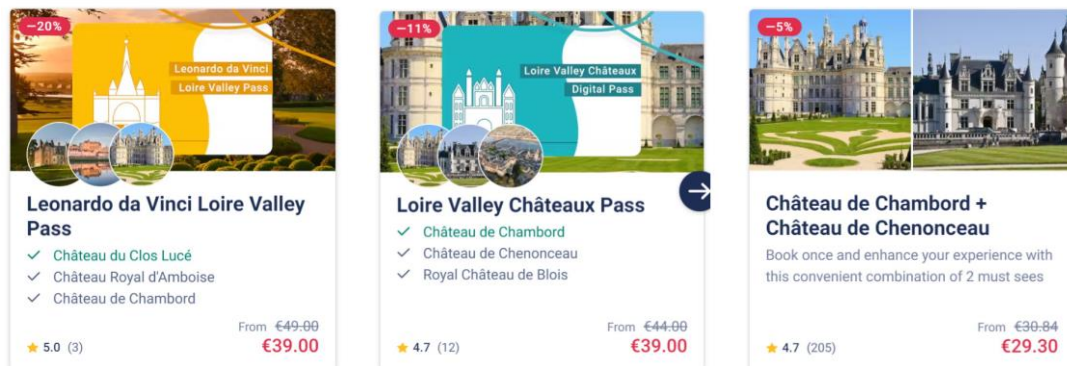 −20%
Leonardo da Vinci
Loire Valley Pass
Leonardo da Vinci Loire Valley
Pass
Château du Clos Lucé
Château Royal d'Amboise
Château de Chambord
From €49.00
5.0 (3)
€39.00
−11%
Loire Valley Châteaux
Digital Pass
Loire Valley Châteaux Pass
Château de Chambord
Château de Chenonceau
Royal Château de Blois
From €44.00
4.7 (12)
€39.00
−5%
Château de Chambord +
Château de Chenonceau
Book once and enhance your experience with
this convenient combination of 2 must sees
From €30.84
4.7 (205)
€29.30